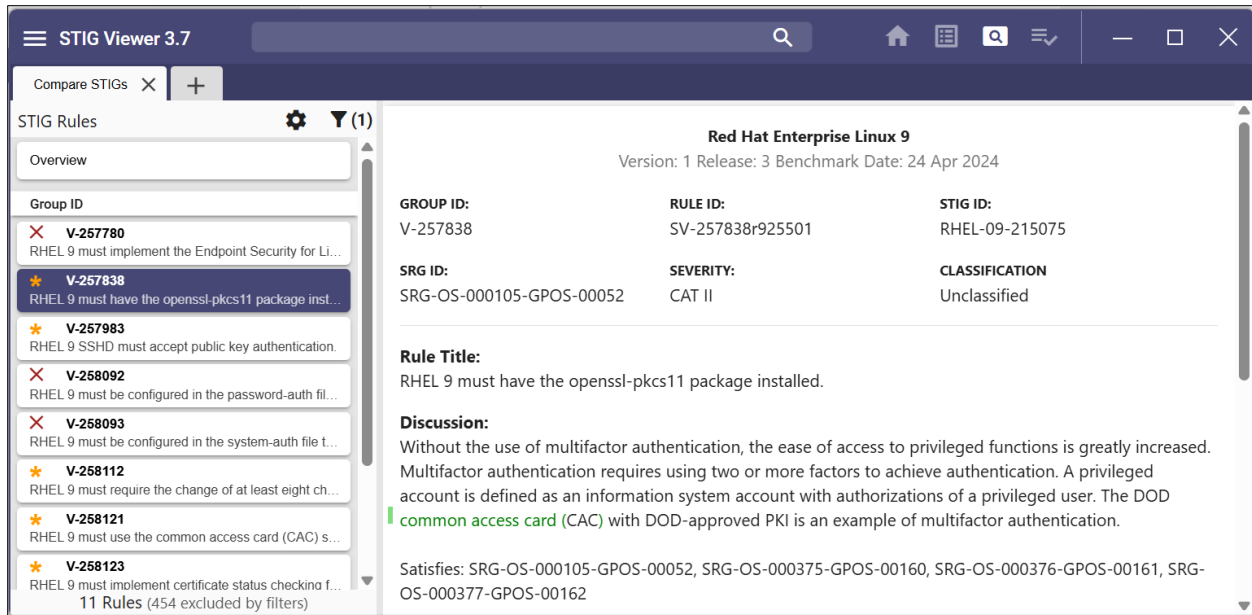 STIG Viewer 3.7
Compare STIGs
STIG Rules
(1)
Overview
Group ID
V-257780
RHEL 9 must implement the Endpoint Security for Li...
V-257838
RHEL 9 must have the openssl-pkcs11 package inst...
V-257983
RHEL 9 SSHD must accept public key authentication.
V-258092
RHEL 9 must be configured in the password-auth fil...
V-258093
RHEL 9 must be configured in the system-auth file t...
V-258112
RHEL 9 must require the change of at least eight ch...
V-258121
RHEL 9 must use the common access card (CAC) s...
V-258123
RHEL 9 must implement certificate status checking f...
11 Rules (454 excluded by filters)
Red Hat Enterprise Linux 9
Version: 1 Release: 3 Benchmark Date: 24 Apr 2024
GROUP ID: RULE ID: STIG ID:
V-257838 SV-257838r925501 RHEL-09-215075
SRG ID: SEVERITY: CLASSIFICATION
SRG-OS-000105-GPOS-00052 CAT II Unclassified
Rule Title:
RHEL 9 must have the openssl-pkcs11 package installed.
Discussion:
Without the use of multifactor authentication, the ease of access to privileged functions is greatly increased.
Multifactor authentication requires using two or more factors to achieve authentication. A privileged
account is defined as an information system account with authorizations of a privileged user. The DOD
common access card (CAC) with DOD-approved PKI is an example of multifactor authentication.
Satisfies: SRG-OS-000105-GPOS-00052, SRG-OS-000375-GPOS-00160, SRG-OS-000376-GPOS-00161, SRG-
OS-000377-GPOS-00162